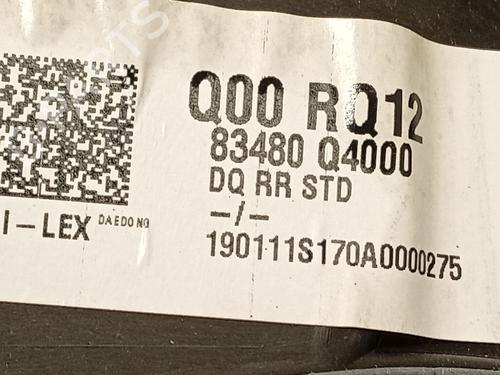 Q00 RQ12
83480 Q4000
DQ RR STD
-/-
I-LEX DAEDONG
190111S170A0000275